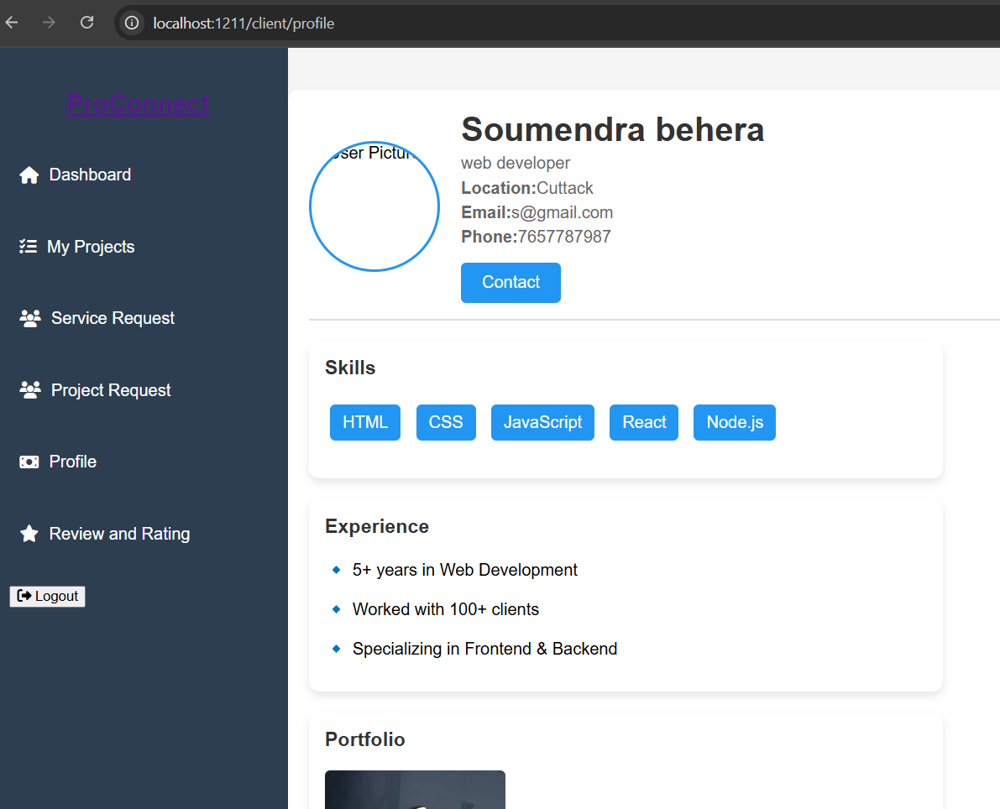 localhost:1211/client/profile
ProConnect
Dashboard
My Projects
Service Request
Project Request
Profile
Review and Rating
Logout
User Picture
Soumendra behera
web developer
Location:Cuttack
Email:s@gmail.com
Phone:7657787987
Contact
Skills
HTML CSS JavaScript React Node.js
Experience
5+ years in Web Development
Worked with 100+ clients
Specializing in Frontend & Backend
Portfolio